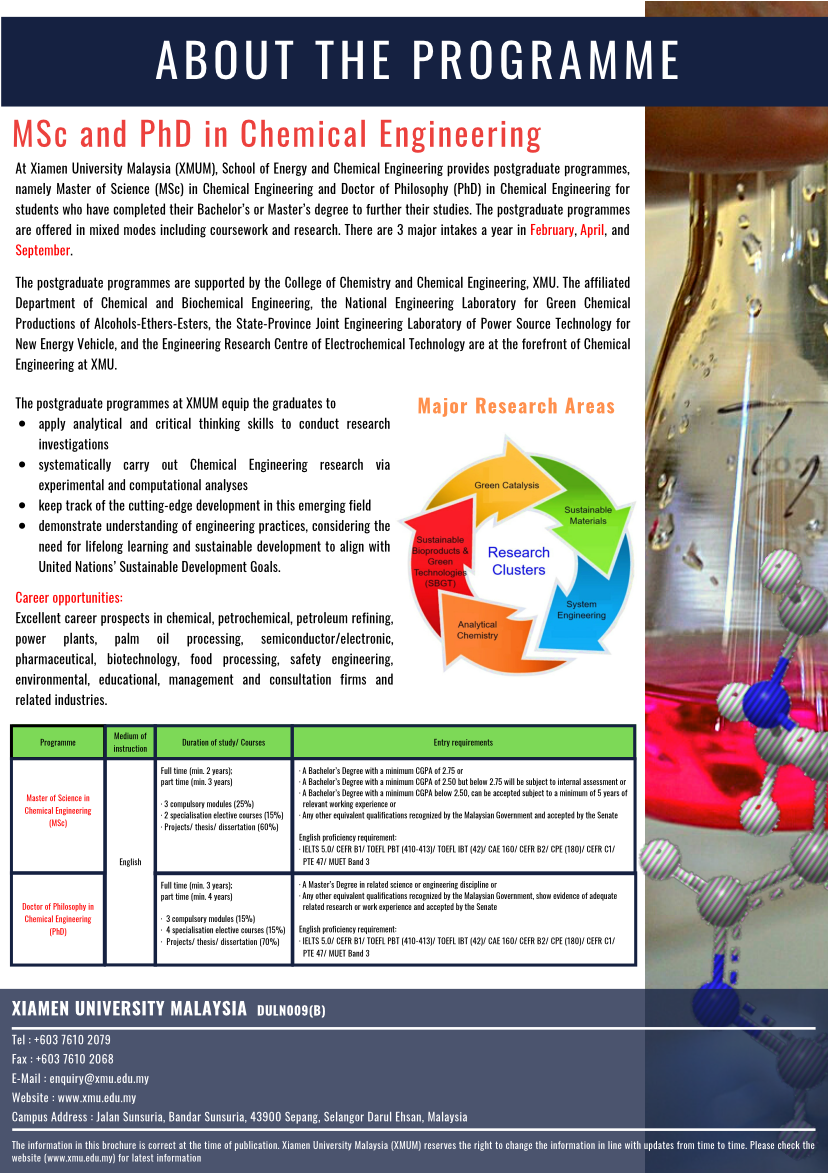 ABOUT THE PROGRAMME
MSc and PhD in Chemical Engineering
At Xiamen University Malaysia (XMUM), School of Energy and Chemical Engineering provides postgraduate programmes,
namely Master of Science (MSc) in Chemical Engineering and Doctor of Philosophy (PhD) in Chemical Engineering for
students who have completed their Bachelor's or Master's degree to further their studies. The postgraduate programmes
are offered in mixed modes including coursework and research. There are 3 major intakes a year in February, April, and
September.
The postgraduate programmes are supported by the College of Chemistry and Chemical Engineering, XMU. The affiliated
Department of Chemical and Biochemical Engineering, the National Engineering Laboratory for Green Chemical
Productions of Alcohols-Ethers-Esters, the State-Province Joint Engineering Laboratory of Power Source Technology for
New Energy Vehicle, and the Engineering Research Centre of Electrochemical Technology are at the forefront of Chemical
Engineering at XMU.
The postgraduate programmes at XMUM equip the graduates to
• apply analytical and critical thinking skills to conduct research
investigations
• systematically carry out Chemical Engineering research via
experimental and computational analyses
• keep track of the cutting-edge development in this emerging field
• demonstrate understanding of engineering practices, considering the
need for lifelong learning and sustainable development to align with
United Nations' Sustainable Development Goals.
Career opportunities:
Excellent career prospects in chemical, petrochemical, petroleum refining,
power plants, palm oil processing, semiconductor/electronic,
pharmaceutical, biotechnology, food processing, safety engineering,
environmental, educational, management and consultation firms and
related industries.
Major Research Areas
Green Catalysis
Sustainable
Materials
System
Engineering
Analytical
Chemistry
Sustainable
Bioproducts &
Green
Technologies
(SBGT)
Research
Clusters
Programme
Medium of
instruction
Duration of study/ Courses
Entry requirements
Master of Science in
Chemical Engineering
(MSc)
English
Full time (min. 2 years);
part time (min. 3 years)
· 3 compulsory modules (25%)
· 2 specialisation elective courses (15%)
· Projects/ thesis/ dissertation (60%)
· A Bachelor's Degree with a minimum CGPA of 2.75 or
· A Bachelor's Degree with a minimum CGPA of 2.50 but below 2.75 will be subject to internal assessment or
· A Bachelor's Degree with a minimum CGPA below 2.50, can be accepted subject to a minimum of 5 years of
relevant working experience or
· Any other equivalent qualifications recognized by the Malaysian Government and accepted by the Senate
English proficiency requirement:
· IELTS 5.0/ CEFR B1/ TOEFL PBT (410-413)/ TOEFL IBT (42)/ CAE 160/ CEFR B2/ CPE (180)/ CEFR C1/
PTE 47/ MUET Band 3
Doctor of Philosophy in
Chemical Engineering
(PhD)
Full time (min. 3 years);
part time (min. 4 years)
· 3 compulsory modules (15%)
· 4 specialisation elective courses (15%)
· Projects/ thesis/ dissertation (70%)
· A Master's Degree in related science or engineering discipline or
· Any other equivalent qualifications recognized by the Malaysian Government, show evidence of adequate
related research or work experience and accepted by the Senate
English proficiency requirement:
· IELTS 5.0/ CEFR B1/ TOEFL PBT (410-413)/ TOEFL IBT (42)/ CAE 160/ CEFR B2/ CPE (180)/ CEFR C1/
PTE 47/ MUET Band 3
XIAMEN UNIVERSITY MALAYSIA DULN009(B)
Tel : +603 7610 2079
Fax : +603 7610 2068
E-Mail : enquiry@xmu.edu.my
Website : www.xmu.edu.my
Campus Address : Jalan Sunsuria, Bandar Sunsuria, 43900 Sepang, Selangor Darul Ehsan, Malaysia
The information in this brochure is correct at the time of publication. Xiamen University Malaysia (XMUM) reserves the right to change the information in line with updates from time to time. Please check the
website (www.xmu.edu.my) for latest information